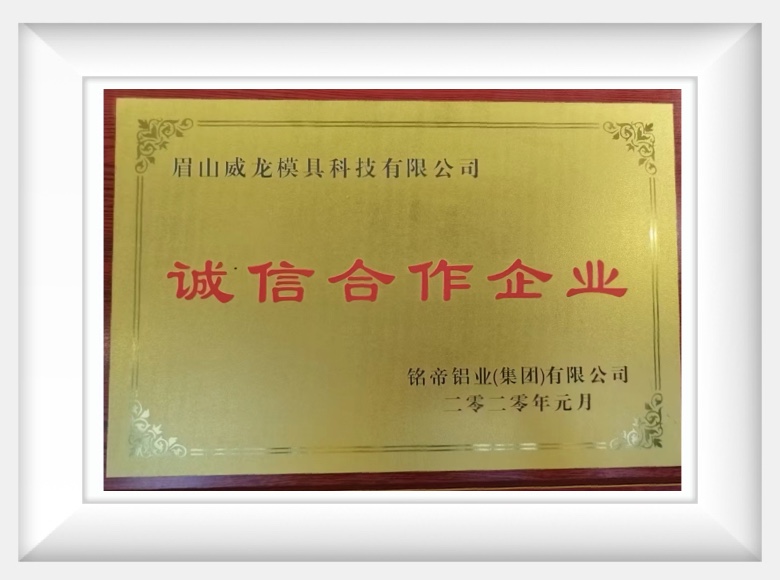 眉山威龙模具科技有限公司
诚信合作企业
铭帝铝业(集团)有限公司
二零二零年元月